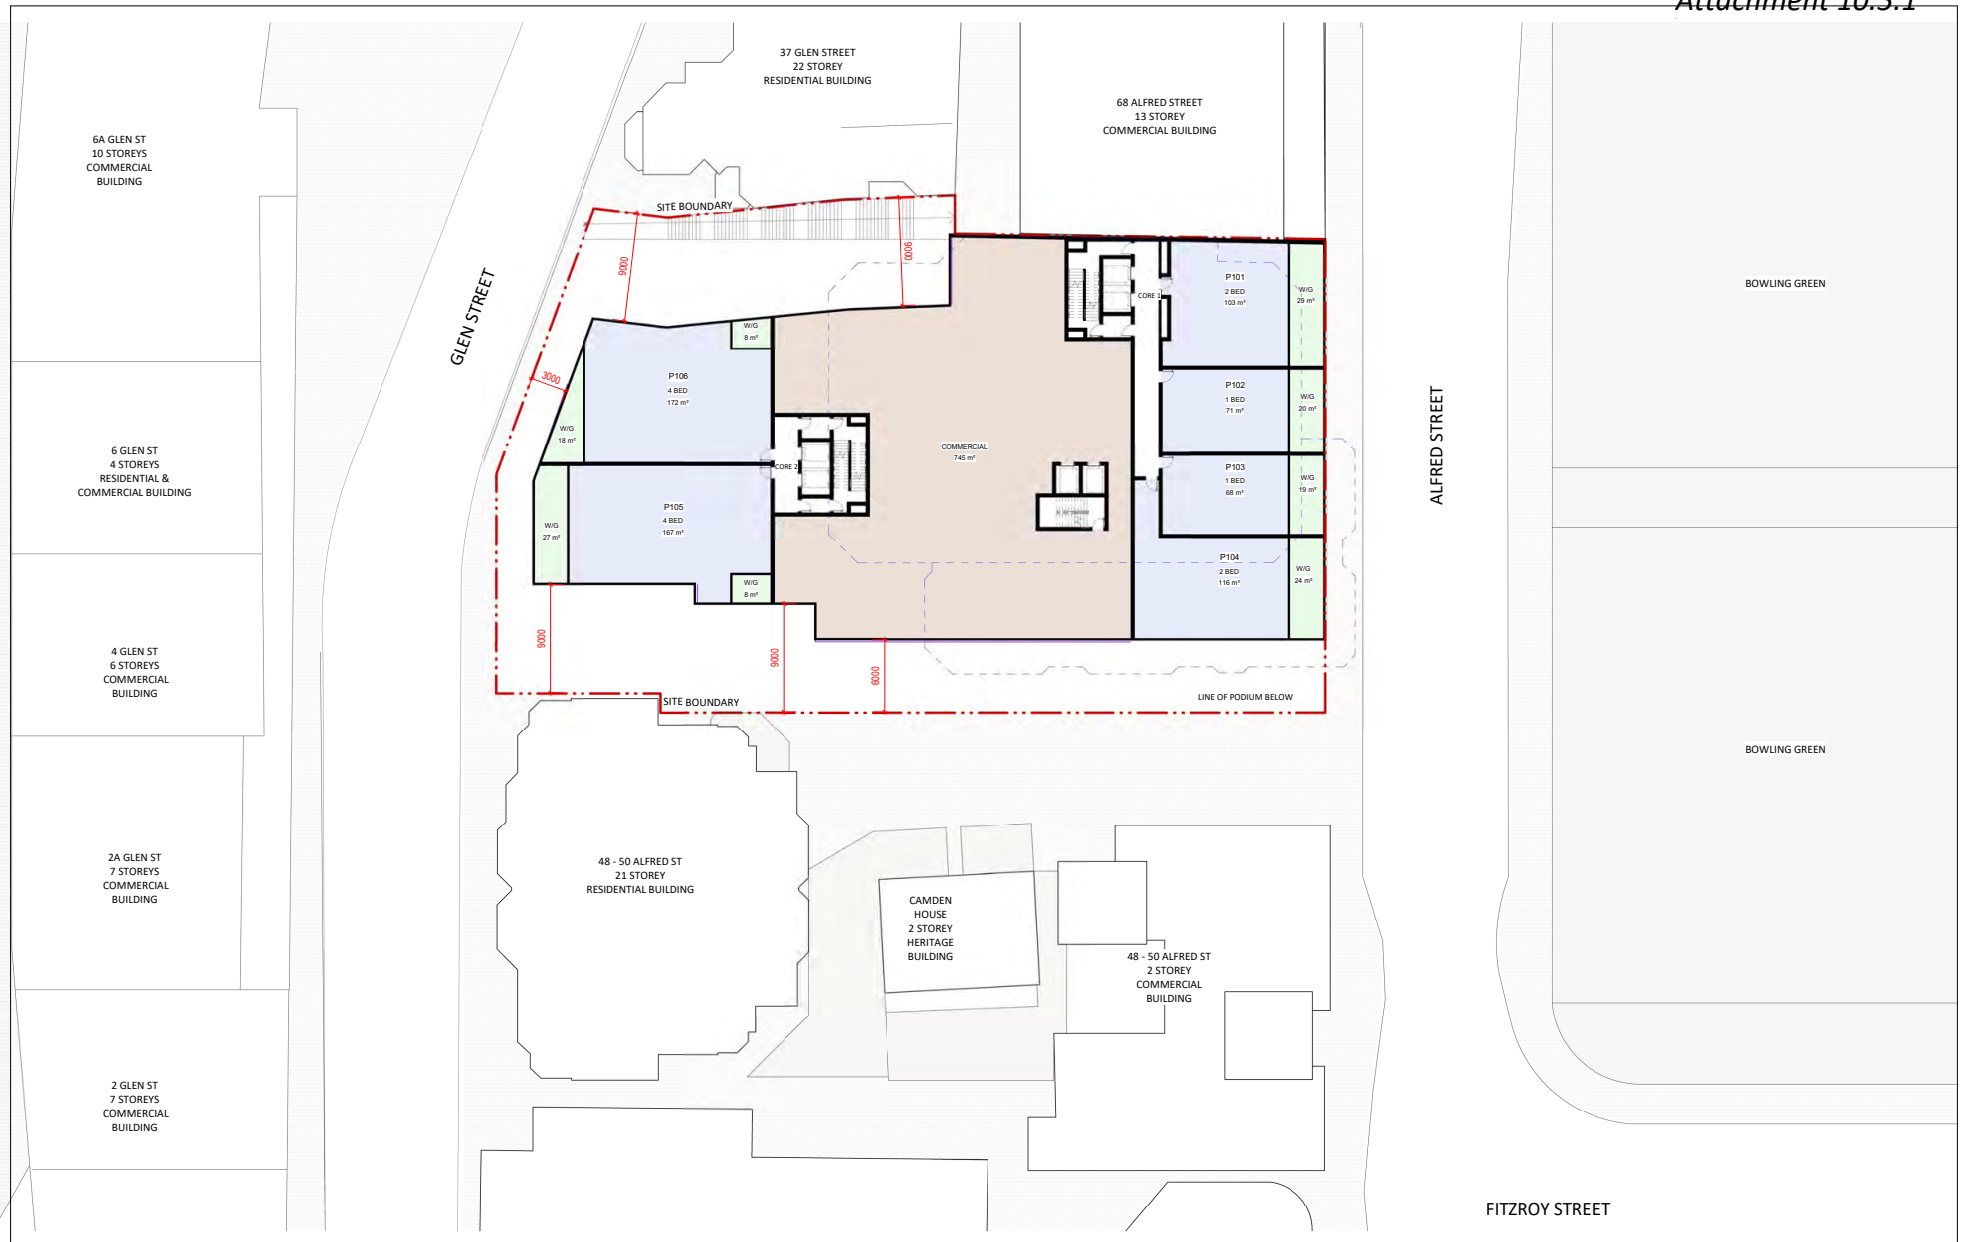 Attachment 10.3.1
37 GLEN STREET
22 STOREY
RESIDENTIAL BUILDING
68 ALFRED STREET
13 STOREY
COMMERCIAL BUILDING
6A GLEN ST
10 STOREYS
COMMERCIAL
BUILDING
SITE BOUNDARY
9000
9000
GLEN STREET
3000
P106
4 BED
172 m²
W/G
8 m²
W/G
18 m²
CORE 1
P101
2 BED
103 m²
W/G
29 m²
BOWLING GREEN
P102
1 BED
71 m²
W/G
20 m²
ALFRED STREET
6 GLEN ST
4 STOREYS
RESIDENTIAL &
COMMERCIAL BUILDING
CORE 2
COMMERCIAL
745 m²
P103
1 BED
68 m²
W/G
19 m²
P105
4 BED
167 m²
W/G
27 m²
W/G
8 m²
P104
2 BED
116 m²
W/G
24 m²
9000
9000
6000
4 GLEN ST
6 STOREYS
COMMERCIAL
BUILDING
SITE BOUNDARY
LINE OF PODIUM BELOW
BOWLING GREEN
2A GLEN ST
7 STOREYS
COMMERCIAL
BUILDING
48 - 50 ALFRED ST
21 STOREY
RESIDENTIAL BUILDING
CAMDEN
HOUSE
2 STOREY
HERITAGE
BUILDING
48 - 50 ALFRED ST
2 STOREY
COMMERCIAL
BUILDING
2 GLEN ST
7 STOREYS
COMMERCIAL
BUILDING
FITZROY STREET